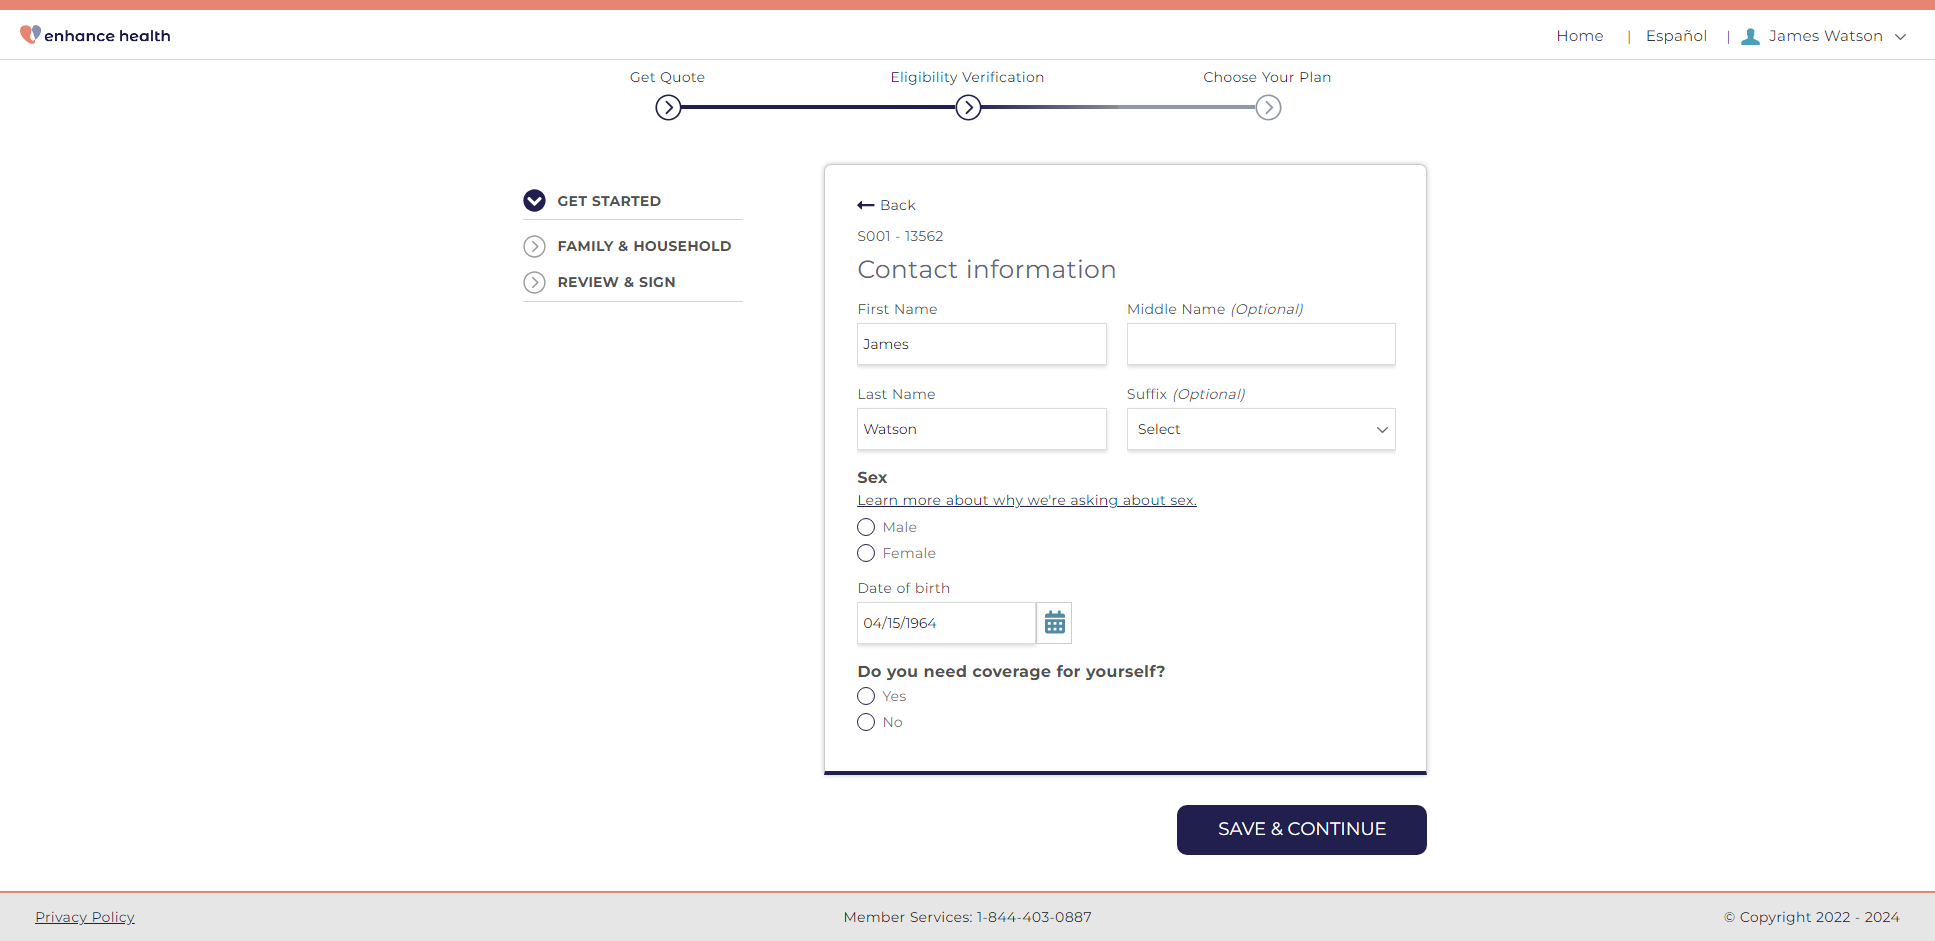 enhance health
Home | Español | James Watson
Get Quote
Eligibility Verification
Choose Your Plan
GET STARTED
FAMILY & HOUSEHOLD
REVIEW & SIGN
Back
S001 - 13562
Contact information
First Name
Middle Name (Optional)
James
Last Name
Suffix (Optional)
Watson
Select
Sex
Learn more about why we're asking about sex.
Male
Female
Date of birth
04/15/1964
Do you need coverage for yourself?
Yes
No
SAVE & CONTINUE
Privacy Policy
Member Services: 1-844-403-0887
© Copyright 2022 - 2024